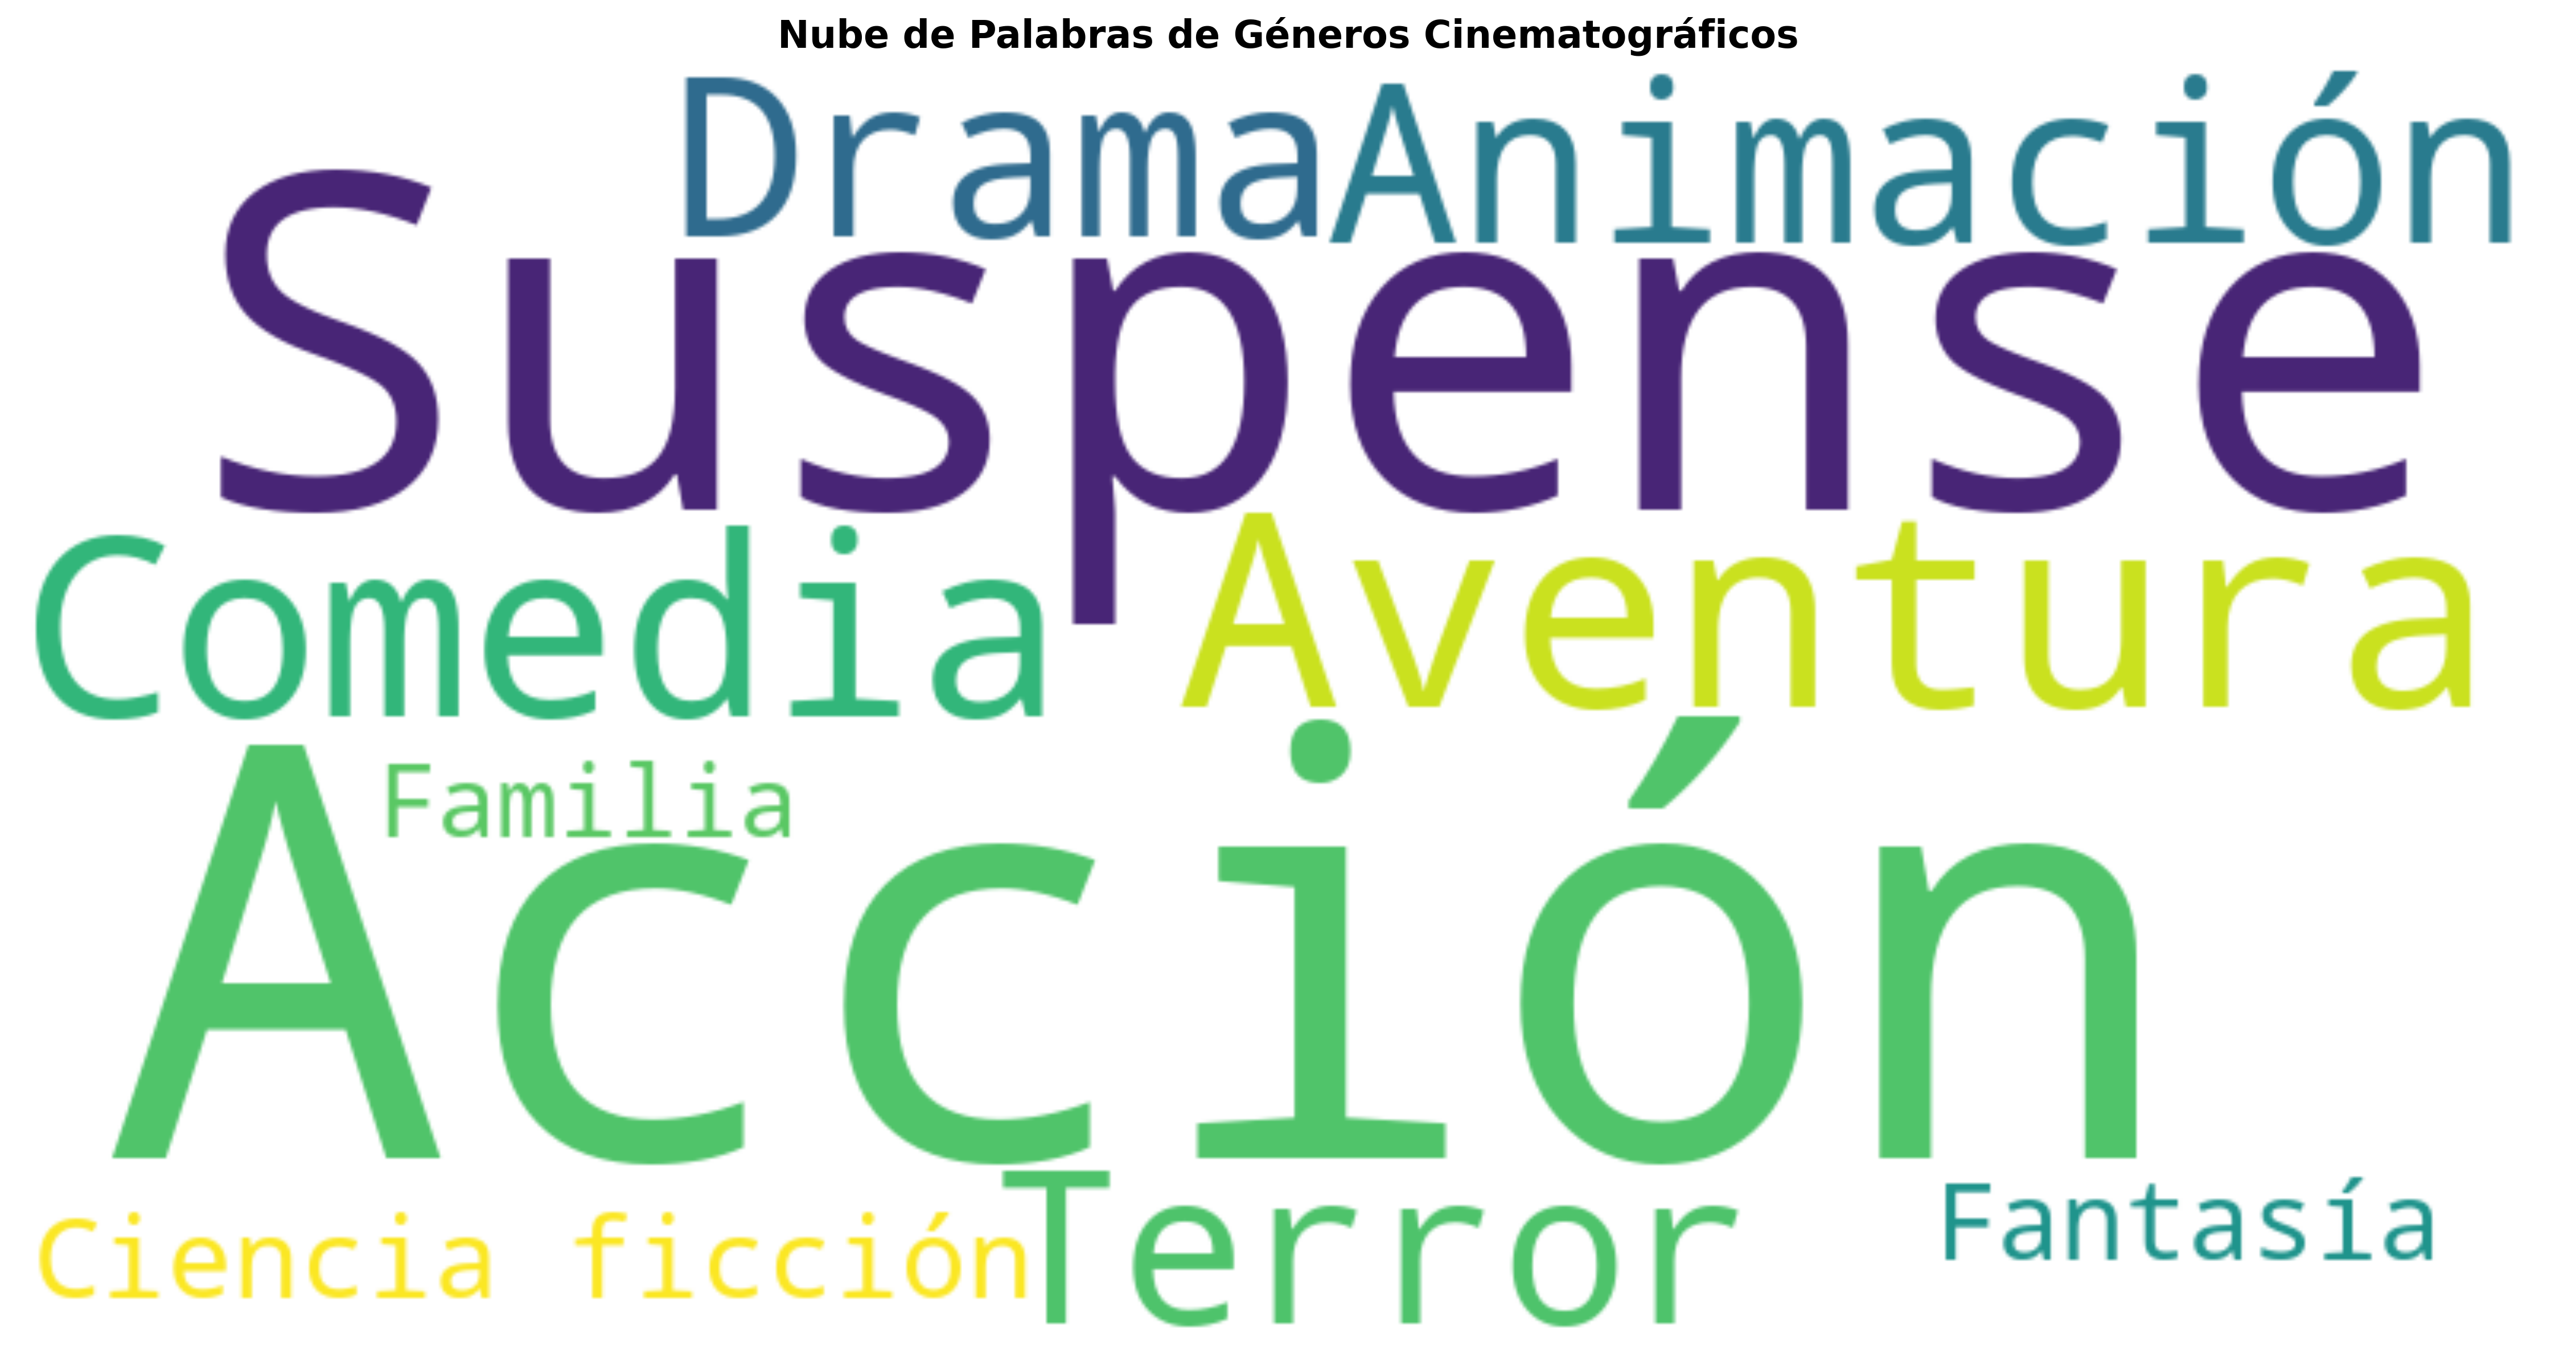 Nube de Palabras de Géneros Cinematográficos
Drama Animación
Suspense
Comedia Aventura
Familia
Acción
Ciencia ficción Terror Fantasía